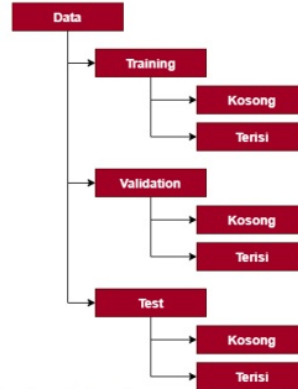 Data
Training
Kosong
Terisi
Validation
Kosong
Terisi
Test
Kosong
Terisi